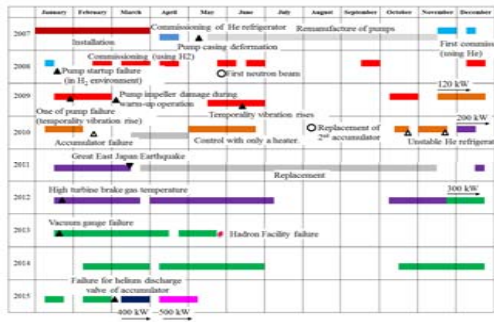 January February March April May June July August September October November December
2007 Commissioning of He refrigerator Remanufacture of pumps
Installation Pump casing deformation First commiss
(using He)
2008 Commissioning (using H2)
Pump startup failure First neutron beam
(in H2 environment)
2009 Pump impeller damage during 120 kW
warm-up operation
One of pump failure Temporality vibration rises
(temporality vibration rise) 200 kW
2010 Replacement of
Accumulator failure Control with only a heater. 2st accumulator Unstable He refrigerat
2011 Great East Japan Earthquake
Replacement
2012 High turbine brake gas temperature 300 kW
2013 Vacuum gauge failure
Hadron Facility failure
2014
2015 Failure for helium discharge
valve of accumulator
400 kW 500 kW